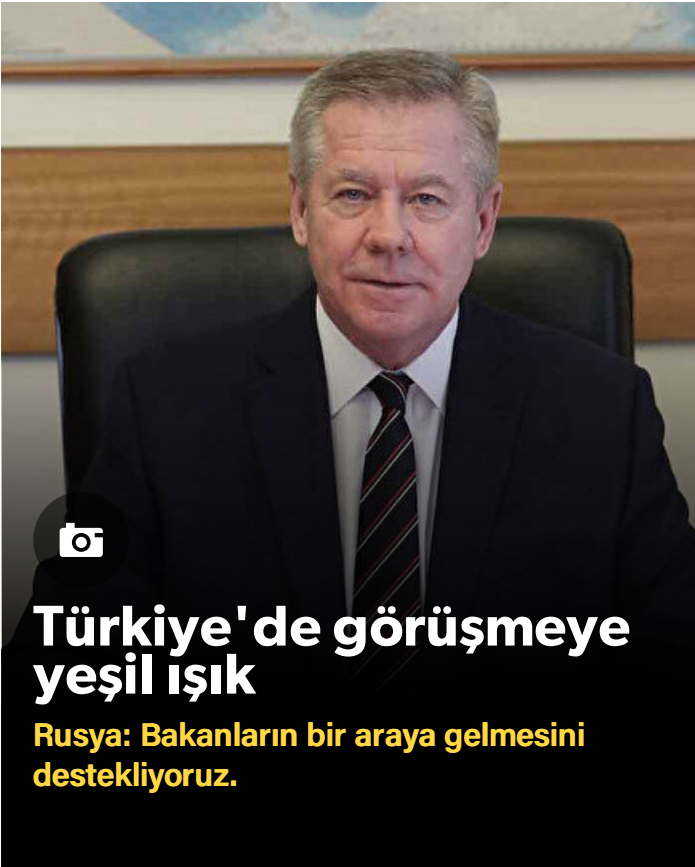 Türkiye'de görüşmeye
yeşil ışık
Rusya: Bakanların bir araya gelmesini
destekliyoruz.